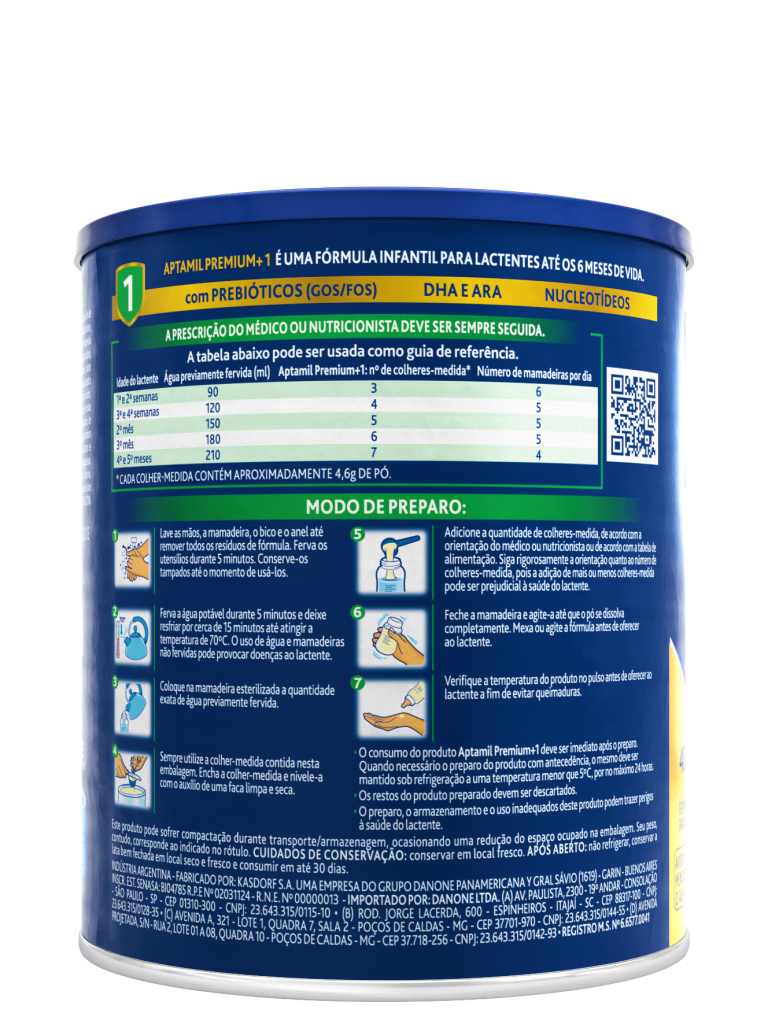 1
APTAMIL PREMIUM+ 1 É UMA FÓRMULA INFANTIL PARA LACTENTES ATÉ OS 6 MESES DE VIDA.
com PREBIÓTICOS (GOS/FOS) DHA E ARA NUCLEOTÍDEOS
A PRESCRIÇÃO DO MÉDICO OU NUTRICIONISTA DEVE SER SEMPRE SEGUIDA.
A tabela abaixo pode ser usada como guia de referência.
Idade do lactente Água previamente fervida (ml) Aptamil Premium+1: nº de colheres-medida* Número de mamadeiras por dia
1ª e 2ª semanas 90 3 6
3ª e 4ª semanas 120 4 5
2º mês 150 5 5
3º mês 180 6 5
4º e 5º meses 210 7 4
*CADA COLHER-MEDIDA CONTÉM APROXIMADAMENTE 4,6g DE PÓ.
MODO DE PREPARO:
1
Lave as mãos, a mamadeira, o bico e o anel até
remover todos os resíduos de fórmula. Ferva os
utensílios durante 5 minutos. Conserve-os
tampados até o momento de usá-los.
2
Ferva a água potável durante 5 minutos e deixe
resfriar por cerca de 15 minutos até atingir a
temperatura de 70ºC. O uso de água e mamadeiras
não fervidas pode provocar doenças ao lactente.
3
Coloque na mamadeira esterilizada a quantidade
exata de água previamente fervida.
4
Sempre utilize a colher-medida contida nesta
embalagem. Encha a colher-medida e nivele-a
com o auxílio de uma faca limpa e seca.
5
Adicione a quantidade de colheres-medida, de acordo com a
orientação do médico ou nutricionista ou de acordo com a tabela de
alimentação. Siga rigorosamente a orientação quanto ao número de
colheres-medida, pois a adição de mais ou menos colheres-medida
pode ser prejudicial à saúde do lactente.
6
Feche a mamadeira e agite-a até que o pó se dissolva
completamente. Mexa ou agite a fórmula antes de oferecer
ao lactente.
7
Verifique a temperatura do produto no pulso antes de oferecer ao
lactente a fim de evitar queimaduras.
· O consumo do produto Aptamil Premium+1 deve ser imediato após o preparo.
Quando necessário o preparo do produto com antecedência, o mesmo deve ser
mantido sob refrigeração a uma temperatura menor que 5ºC, por no máximo 24 horas.
· Os restos do produto preparado devem ser descartados.
· O preparo, o armazenamento e o uso inadequados deste produto podem trazer perigos
à saúde do lactente.
Este produto pode sofrer compactação durante transporte/armazenagem, ocasionando uma redução do espaço ocupado na embalagem. Seu peso,
contudo, corresponde ao indicado no rótulo. CUIDADOS DE CONSERVAÇÃO: conservar em local fresco. APÓS ABERTO: não refrigerar, conservar a
lata bem fechada em local seco e fresco e consumir em até 30 dias.
INDÚSTRIA ARGENTINA - FABRICADO POR: KASDORF S.A. UMA EMPRESA DO GRUPO DANONE PANAMERICANA Y GRAL SÁVIO (1619) - GARIN - BUENOS AIRES
INSCR. EST. SENASA: BI04785 R.P.E Nº 02031124 - R.N.E. Nº 00000013 - IMPORTADO POR: DANONE LTDA. (A) AV. PAULISTA, 2300 - 19º ANDAR - CONSOLAÇÃO
- SÃO PAULO - SP - CEP 01310-300 - CNPJ: 23.643.315/0115-10 • (B) ROD. JORGE LACERDA, 600 - ESPINHEIROS - ITAJAÍ - SC - CEP 88317-100 - CNPJ:
23.643.315/0128-35 • (C) AVENIDA A, 321 - LOTE 1, QUADRA 7, SALA 2 - POÇOS DE CALDAS - MG - CEP 37701-970 - CNPJ: 23.643.315/0144-55 • (D) AVENIDA
PROJETADA, S/N - RUA 2, LOTE 01 A 08, QUADRA 10 - POÇOS DE CALDAS - MG - CEP 37.718-256 - CNPJ: 23.643.315/0142-93 • REGISTRO M.S. Nº 6.6577.0041